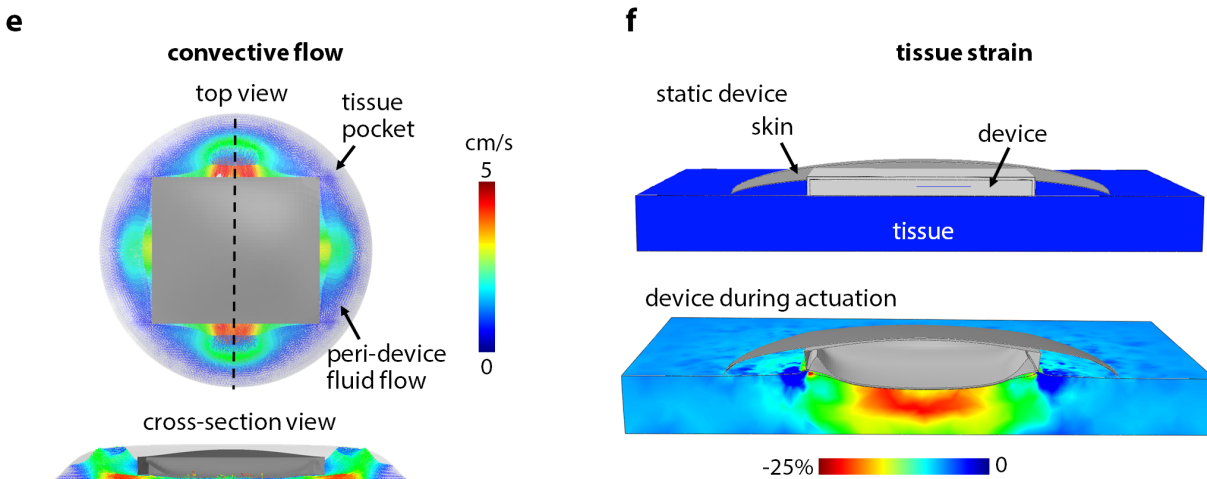 e
convective flow
top view
tissue
pocket
cm/s
5
0
peri-device
fluid flow
cross-section view
f
tissue strain
static device
skin
device
tissue
device during actuation
-25%
0